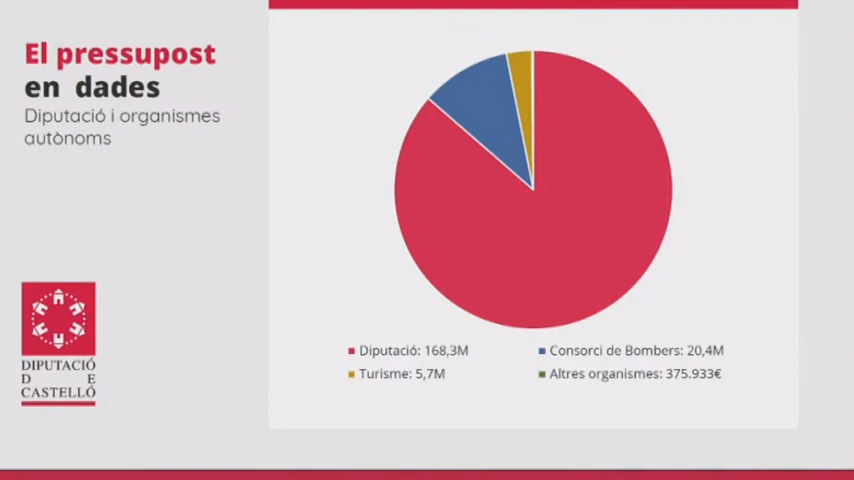 El pressupost
en dades
Diputació i organismes
autònoms
DIPUTACIÓ
D E
CASTELLÓ
Diputació: 168,3M
Consorci de Bombers: 20,4M
Turisme: 5,7M
Altres organismes: 375.933€